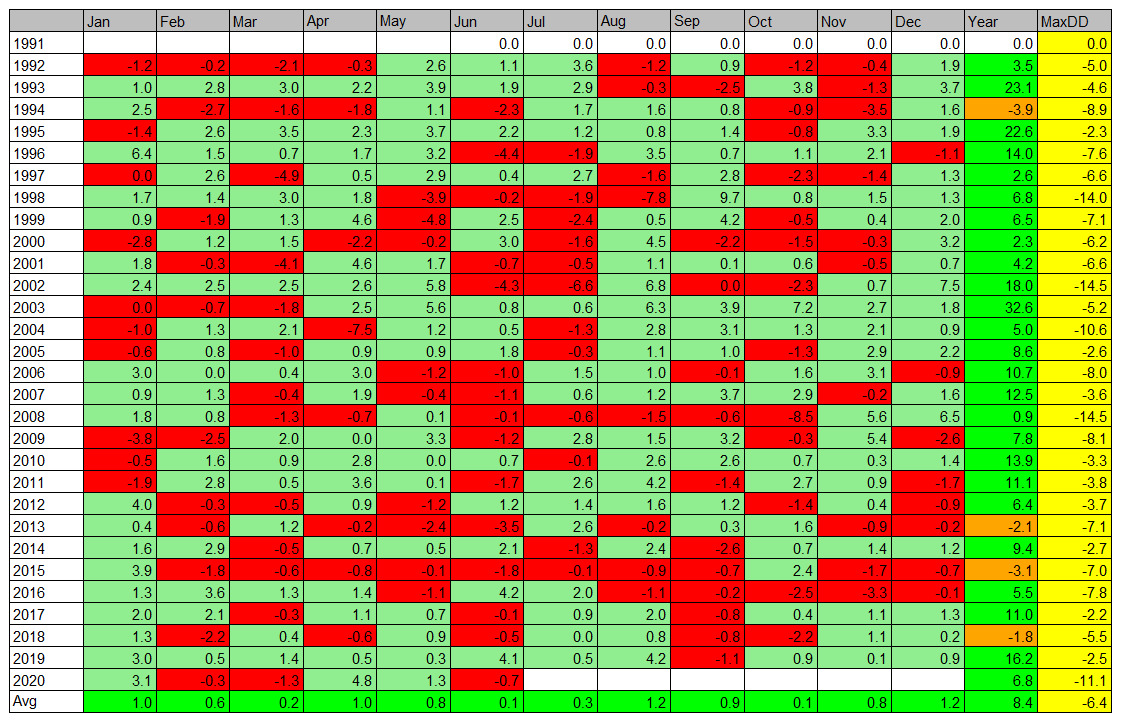 Jan Feb Mar Apr May Jun Jul Aug Sep Oct Nov Dec Year MaxDD
1991 0.0 0.0 0.0 0.0 0.0 0.0 0.0 0.0 0.0
1992 -1.2 -0.2 -2.1 -0.3 2.6 1.1 3.6 -1.2 0.9 -1.2 -0.4 1.9 3.5 -5.0
1993 1.0 2.8 3.0 2.2 3.9 1.9 2.9 -0.3 -2.5 3.8 -1.3 3.7 23.1 -4.6
1994 2.5 -2.7 -1.6 -1.8 1.1 -2.3 1.7 1.6 0.8 -0.9 -3.5 1.6 -3.9 -8.9
1995 -1.4 2.6 3.5 2.3 3.7 2.2 1.2 0.8 1.4 -0.8 3.3 1.9 22.6 -2.3
1996 6.4 1.5 0.7 1.7 3.2 -4.4 -1.9 3.5 0.7 1.1 2.1 -1.1 14.0 -7.6
1997 0.0 2.6 -4.9 0.5 2.9 0.4 2.7 -1.6 2.8 -2.3 -1.4 1.3 2.6 -6.6
1998 1.7 1.4 3.0 1.8 -3.9 -0.2 -1.9 -7.8 9.7 0.8 1.5 1.3 6.8 -14.0
1999 0.9 -1.9 1.3 4.6 -4.8 2.5 -2.4 0.5 4.2 -0.5 0.4 2.0 6.5 -7.1
2000 -2.8 1.2 1.5 -2.2 -0.2 3.0 -1.6 4.5 -2.2 -1.5 -0.3 3.2 2.3 -6.2
2001 1.8 -0.3 -4.1 4.6 1.7 -0.7 -0.5 1.1 0.1 0.6 -0.5 0.7 4.2 -6.6
2002 2.4 2.5 2.5 2.6 5.8 -4.3 -6.6 6.8 0.0 -2.3 0.7 7.5 18.0 -14.5
2003 0.0 -0.7 -1.8 2.5 5.6 0.8 0.6 6.3 3.9 7.2 2.7 1.8 32.6 -5.2
2004 -1.0 1.3 2.1 -7.5 1.2 0.5 -1.3 2.8 3.1 1.3 2.1 0.9 5.0 -10.6
2005 -0.6 0.8 -1.0 0.9 0.9 1.8 -0.3 1.1 1.0 -1.3 2.9 2.2 8.6 -2.6
2006 3.0 0.0 0.4 3.0 -1.2 -1.0 1.5 1.0 -0.1 1.6 3.1 -0.9 10.7 -8.0
2007 0.9 1.3 -0.4 1.9 -0.4 -1.1 0.6 1.2 3.7 2.9 -0.2 1.6 12.5 -3.6
2008 1.8 0.8 -1.3 -0.7 0.1 -0.1 -0.6 -1.5 -0.6 -8.5 5.6 6.5 0.9 -14.5
2009 -3.8 -2.5 2.0 0.0 3.3 -1.2 2.8 1.5 3.2 -0.3 5.4 -2.6 7.8 -8.1
2010 -0.5 1.6 0.9 2.8 0.0 0.7 -0.1 2.6 2.6 0.7 0.3 1.4 13.9 -3.3
2011 -1.9 2.8 0.5 3.6 0.1 -1.7 2.6 4.2 -1.4 2.7 0.9 -1.7 11.1 -3.8
2012 4.0 -0.3 -0.5 0.9 -1.2 1.2 1.4 1.6 1.2 -1.4 0.4 -0.9 6.4 -3.7
2013 0.4 -0.6 1.2 -0.2 -2.4 -3.5 2.6 -0.2 0.3 1.6 -0.9 -0.2 -2.1 -7.1
2014 1.6 2.9 -0.5 0.7 0.5 2.1 -1.3 2.4 -2.6 0.7 1.4 1.2 9.4 -2.7
2015 3.9 -1.8 -0.6 -0.8 -0.1 -1.8 -0.1 -0.9 -0.7 2.4 -1.7 -0.7 -3.1 -7.0
2016 1.3 3.6 1.3 1.4 -1.1 4.2 2.0 -1.1 -0.2 -2.5 -3.3 -0.1 5.5 -7.8
2017 2.0 2.1 -0.3 1.1 0.7 -0.1 0.9 2.0 -0.8 0.4 1.1 1.3 11.0 -2.2
2018 1.3 -2.2 0.4 -0.6 0.9 -0.5 0.0 0.8 -0.8 -2.2 1.1 0.2 -1.8 -5.5
2019 3.0 0.5 1.4 0.5 0.3 4.1 0.5 4.2 -1.1 0.9 0.1 0.9 16.2 -2.5
2020 3.1 -0.3 -1.3 4.8 1.3 -0.7 6.8 -11.1
Avg 1.0 0.6 0.2 1.0 0.8 0.1 0.3 1.2 0.9 0.1 0.8 1.2 8.4 -6.4